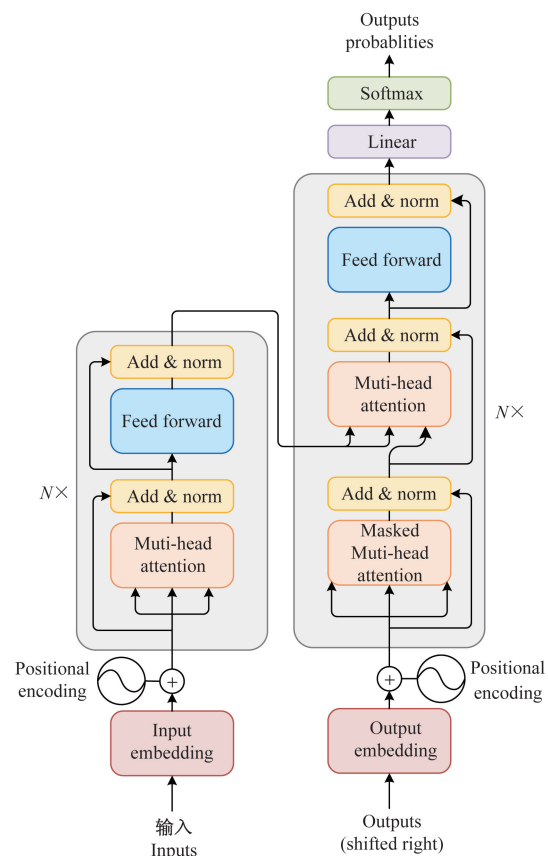 Outputs
probablities
Softmax
Linear
Add & norm
Feed forward
Add & norm
Muti-head
attention
N×
Add & norm
Masked
Muti-head
attention
Add & norm
Feed forward
N×
Add & norm
Muti-head
attention
Positional
encoding
+
+
Positional
encoding
Input
embedding
Output
embedding
输入
Inputs
Outputs
(shifted right)